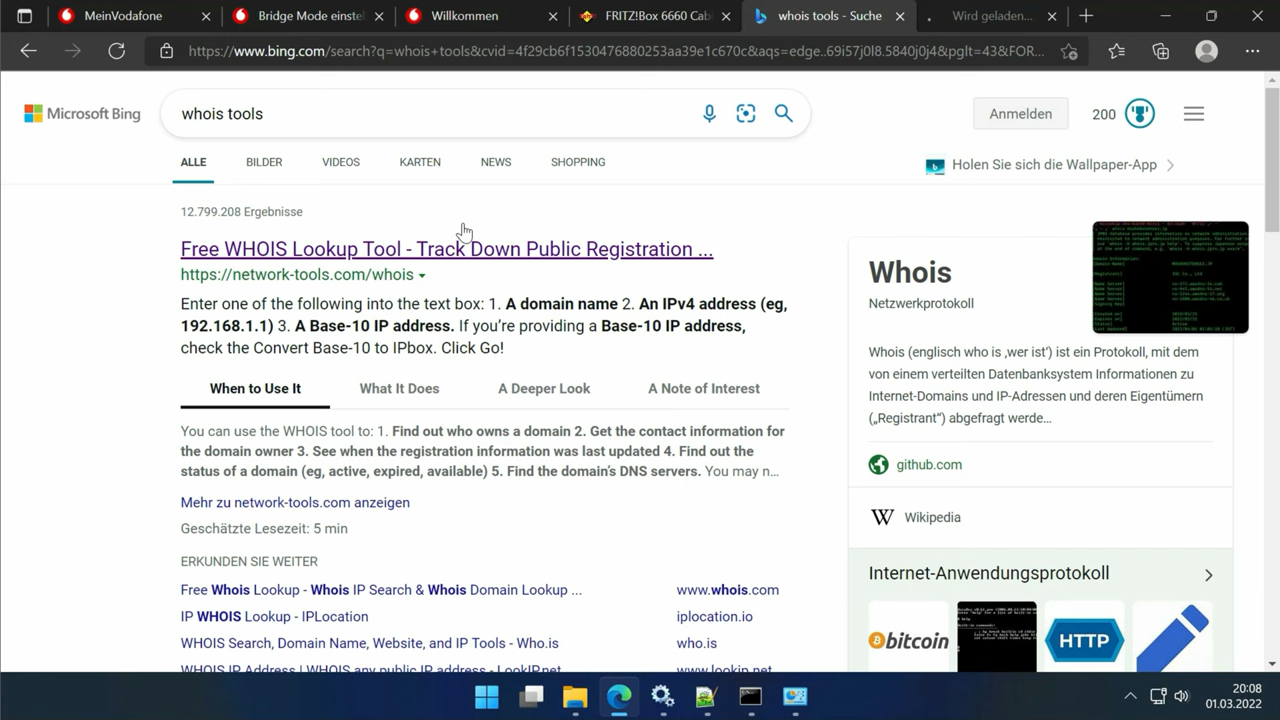 MeinVodafone
Bridge Mode einste
Willkommen
FRITZ!Box 6660 Cab
whois tools - Suche
Wird geladen...
https://www.bing.com/search?q=whois+tools&cvid=4f29cb6f1530476880253aa39e1c670c&aqs=edge..69i57j0l8.5840j0j4&pglt=43&FOR...
Microsoft Bing
whois tools
Anmelden
200
ALLE
BILDER
VIDEOS
KARTEN
NEWS
SHOPPING
Holen Sie sich die Wallpaper-App
12.799.208 Ergebnisse
Free WHOIS Lookup Public Registration ...
https://network-tools.com/whois
Enter one of the following into the text box: 1. A domain name 2. An IPv4 address (eg,
192.168.1.1) 3. A Base-10 IP address. If you're providing a Base-10 IP address,
check the Convert Base-10 to IP box. Click GO.
When to Use It
What It Does
A Deeper Look
A Note of Interest
You can use the WHOIS tool to: 1. Find out who owns a domain 2. Get the contact information for
the domain owner 3. See when the registration information was last updated 4. Find out the
status of a domain (eg, active, expired, available) 5. Find the domain's DNS servers. You may n...
Mehr zu network-tools.com anzeigen
Geschätzte Lesezeit: 5 min
ERKUNDEN SIE WEITER
Free Whois Lookup - Whois IP Search & Whois Domain Lookup ...
www.whois.com
IP WHOIS Lookup - IP Location
iplocation.io
WHOIS Search, Domain Name, Website, and IP Tools - Who.is
who.is
WHOIS IP Address | WHOIS any public IP address - LookIP.net
www.lookip.net
Whois
Netzwerkprotokoll
Whois (englisch who is ‚wer ist') ist ein Protokoll, mit dem
von einem verteilten Datenbanksystem Informationen zu
Internet-Domains und IP-Adressen und deren Eigentümern
(„Registrant") abgefragt werde…
github.com
Wikipedia
Internet-Anwendungsprotokoll
bitcoin
HTTP
20:08
01.03.2022